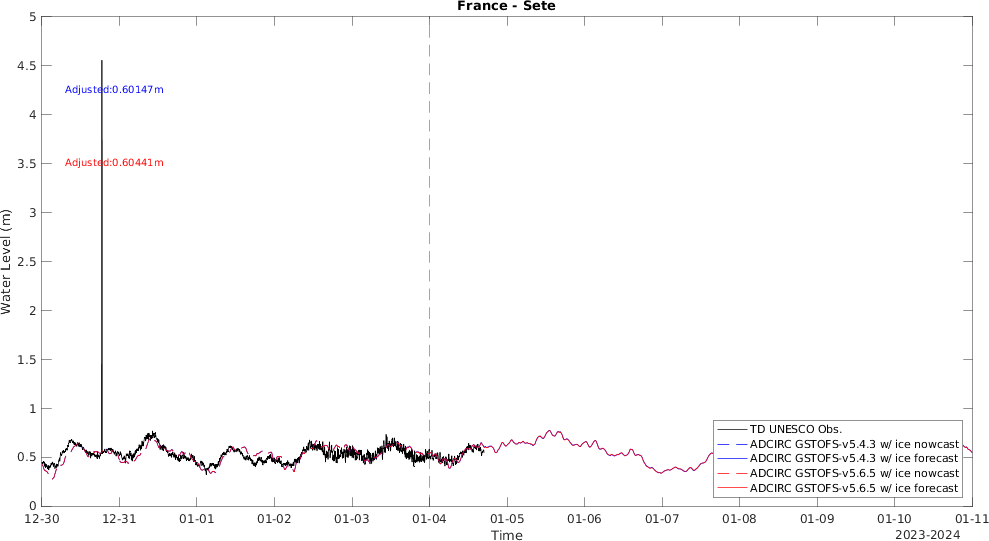 France - Sete
5
4.5
4
3.5
3
2.5
2
1.5
1
0.5
0
Water Level (m)
Adjusted:0.60147m
Adjusted:0.60441m
TD UNESCO Obs.
ADCIRC GSTOFS-v5.4.3 w/ ice nowcast
ADCIRC GSTOFS-v5.4.3 w/ ice forecast
ADCIRC GSTOFS-v5.6.5 w/ ice nowcast
ADCIRC GSTOFS-v5.6.5 w/ ice forecast
12-30 12-31 01-01 01-02 01-03 01-04 01-05 01-06 01-07 01-08 01-09 01-10 01-11
Time
2023-2024